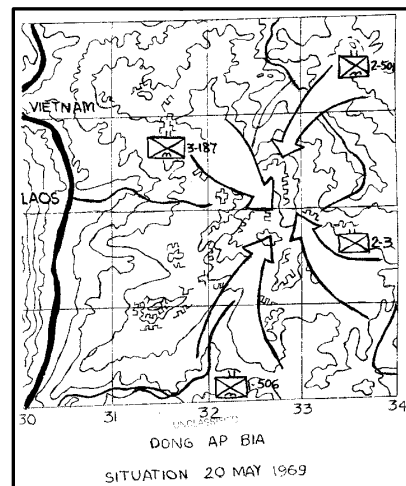 2-501
VIETNAM
3-187
LAOS
2-3
1-506
30 31 32 33 34
UNCLASSIFIED
DONG AP BIA
SITUATION 20 MAY 1969